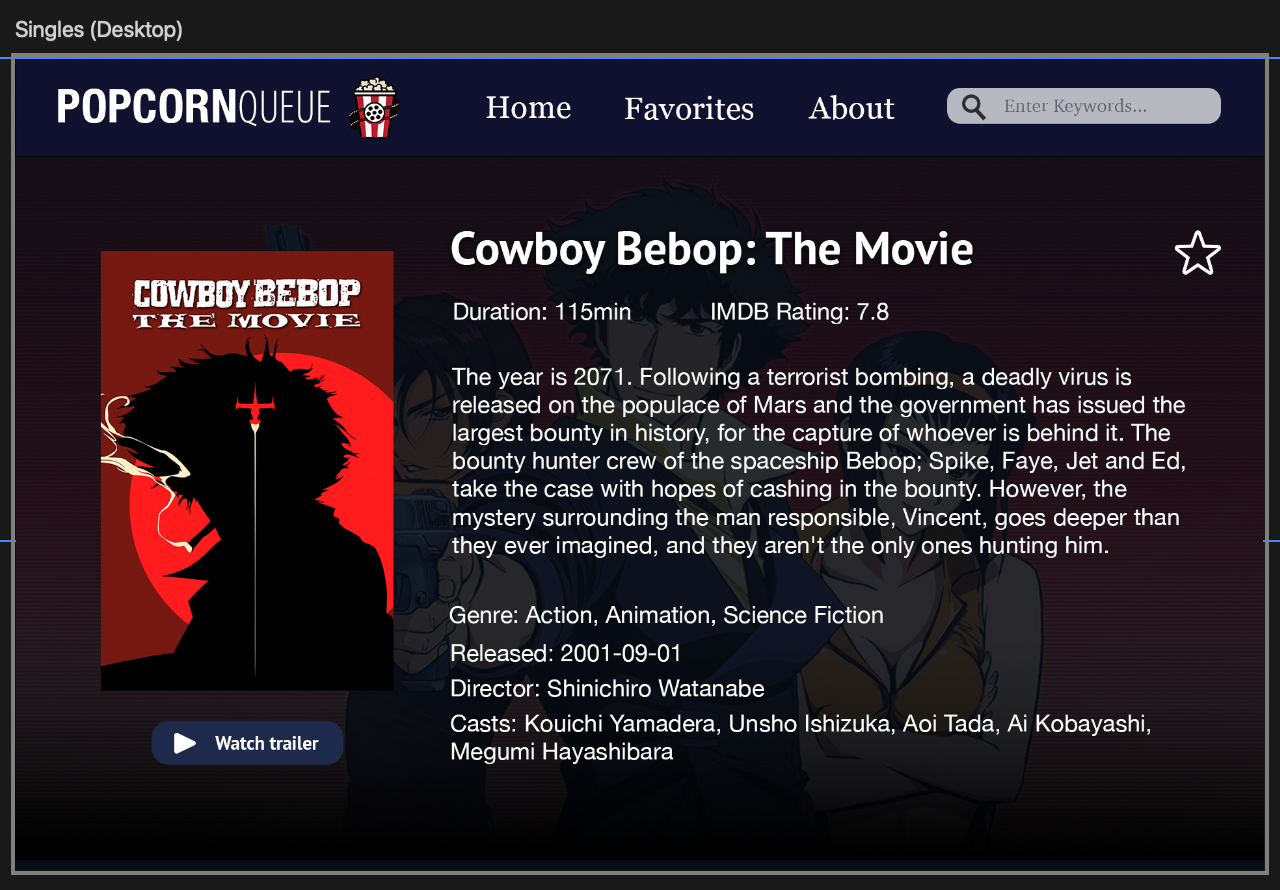 Singles (Desktop)
POPCORNQUEUE
Home
Favorites
About
Enter Keywords...
Cowboy Bebop: The Movie
COWBOY BEBOP
THE MOVIE
Duration: 115min
IMDB Rating: 7.8
The year is 2071. Following a terrorist bombing, a deadly virus is
released on the populace of Mars and the government has issued the
largest bounty in history, for the capture of whoever is behind it. The
bounty hunter crew of the spaceship Bebop; Spike, Faye, Jet and Ed,
take the case with hopes of cashing in the bounty. However, the
mystery surrounding the man responsible, Vincent, goes deeper than
they ever imagined, and they aren't the only ones hunting him.
Genre: Action, Animation, Science Fiction
Released: 2001-09-01
Director: Shinichiro Watanabe
Casts: Kouichi Yamadera, Unsho Ishizuka, Aoi Tada, Ai Kobayashi,
Megumi Hayashibara
Watch trailer